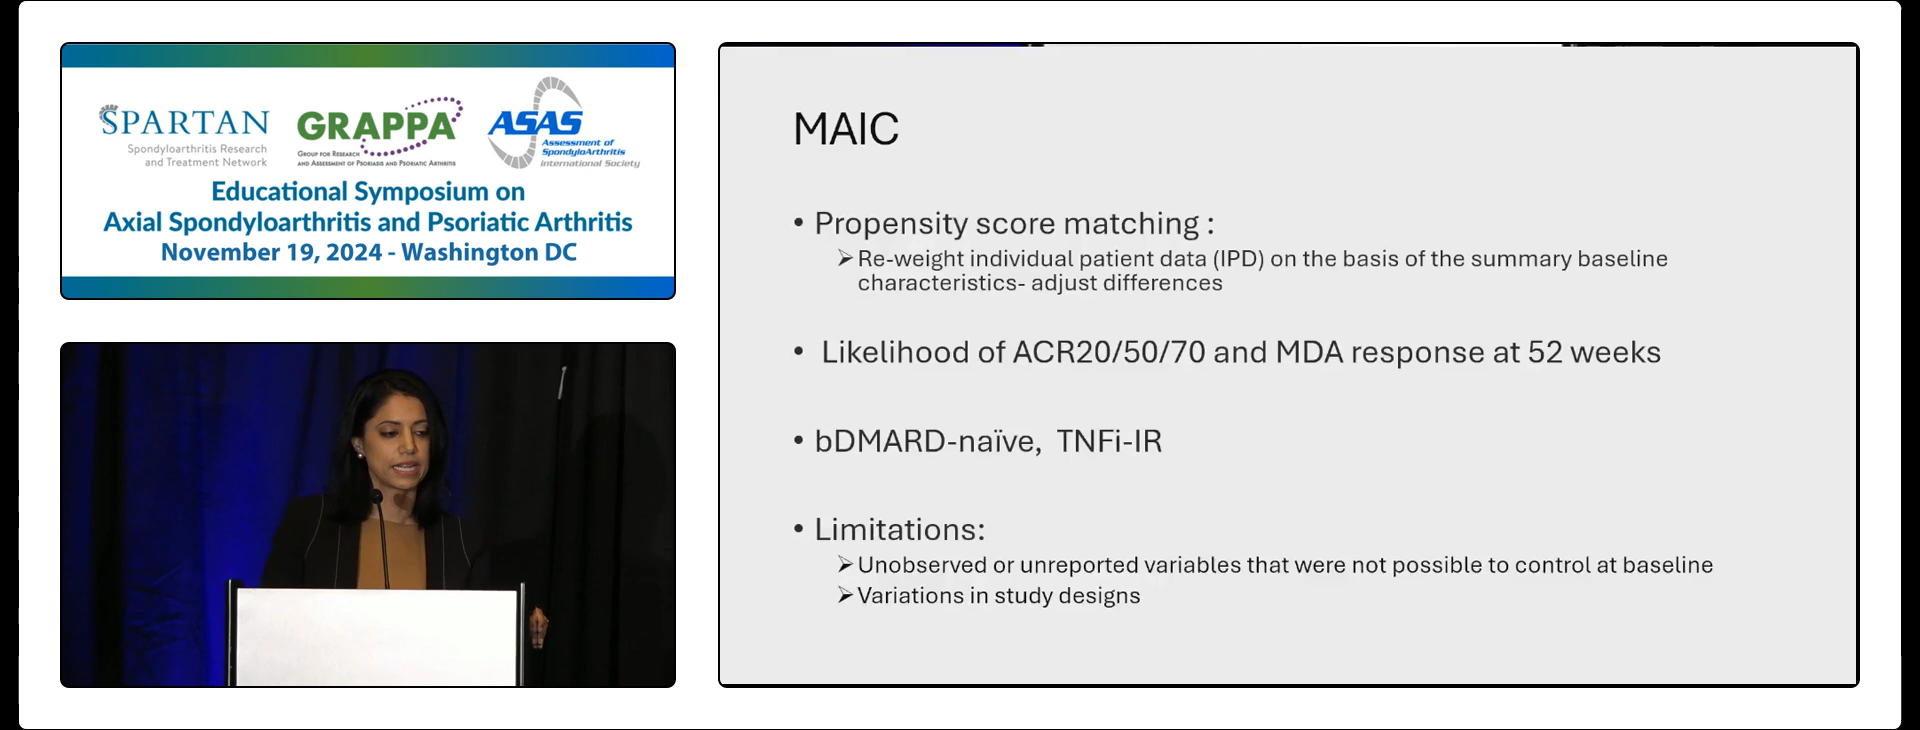 SPARTAN
Spondyloarthritis Research
and Treatment Network
GRAPPA
Group for Research
and Assessment of Psoriasis and Psoriatic Arthritis
ASAS
Assessment of
SpondyloArthritis
international Society
Educational Symposium on
Axial Spondyloarthritis and Psoriatic Arthritis
November 19, 2024 - Washington DC
MAIC
• Propensity score matching :
➢Re-weight individual patient data (IPD) on the basis of the summary baseline
characteristics- adjust differences
• Likelihood of ACR20/50/70 and MDA response at 52 weeks
• bDMARD-naïve, TNFi-IR
• Limitations:
➢Unobserved or unreported variables that were not possible to control at baseline
➢Variations in study designs